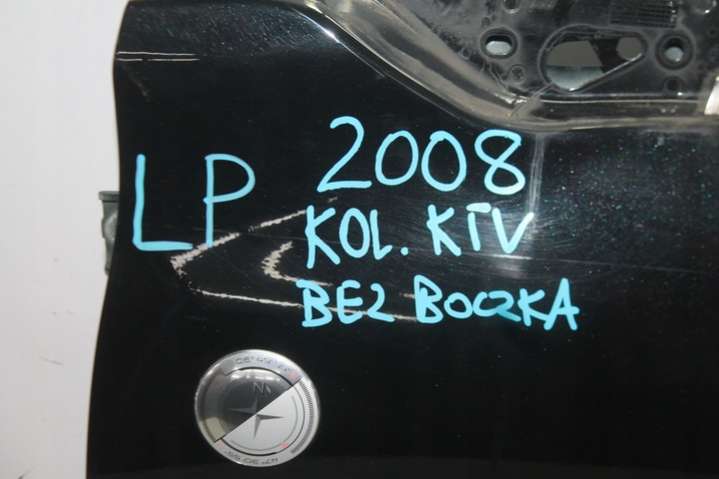 LP
2008
KOL. KTV
BEZ BOCZKA
N